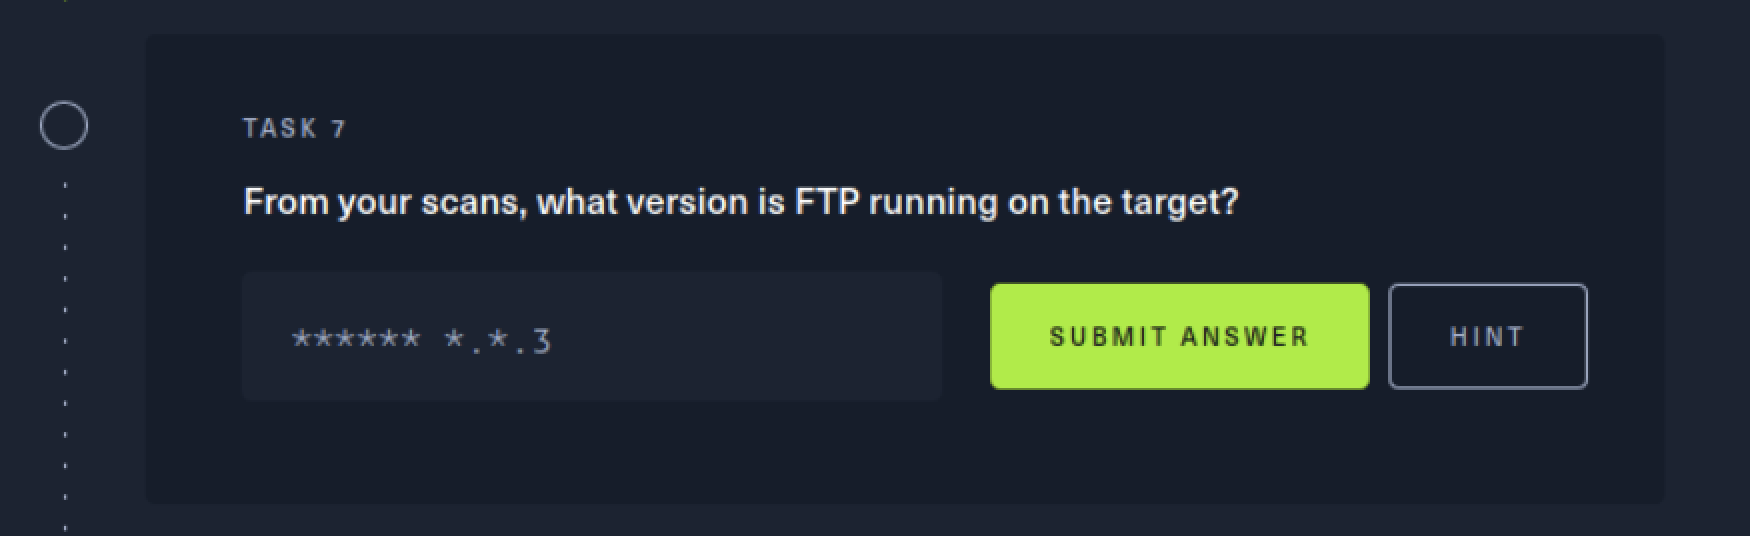 TASK 7
From your scans, what version is FTP running on the target?
****** *.*.3
SUBMIT ANSWER
HINT